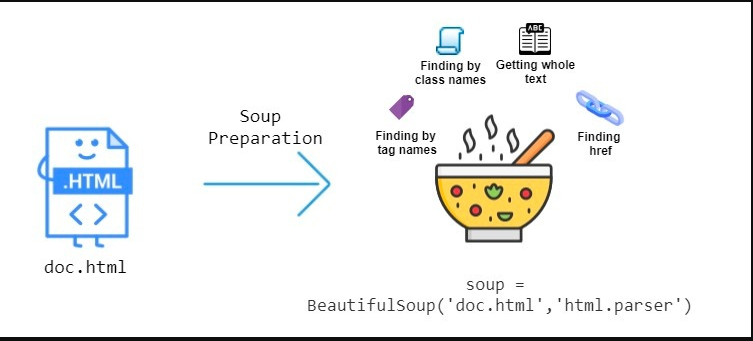 ABC
Finding by
class names
Getting whole
text
Finding by
tag names
Finding
href
Soup
Preparation
.HTML
doc.html
soup =
BeautifulSoup('doc.html','html.parser')